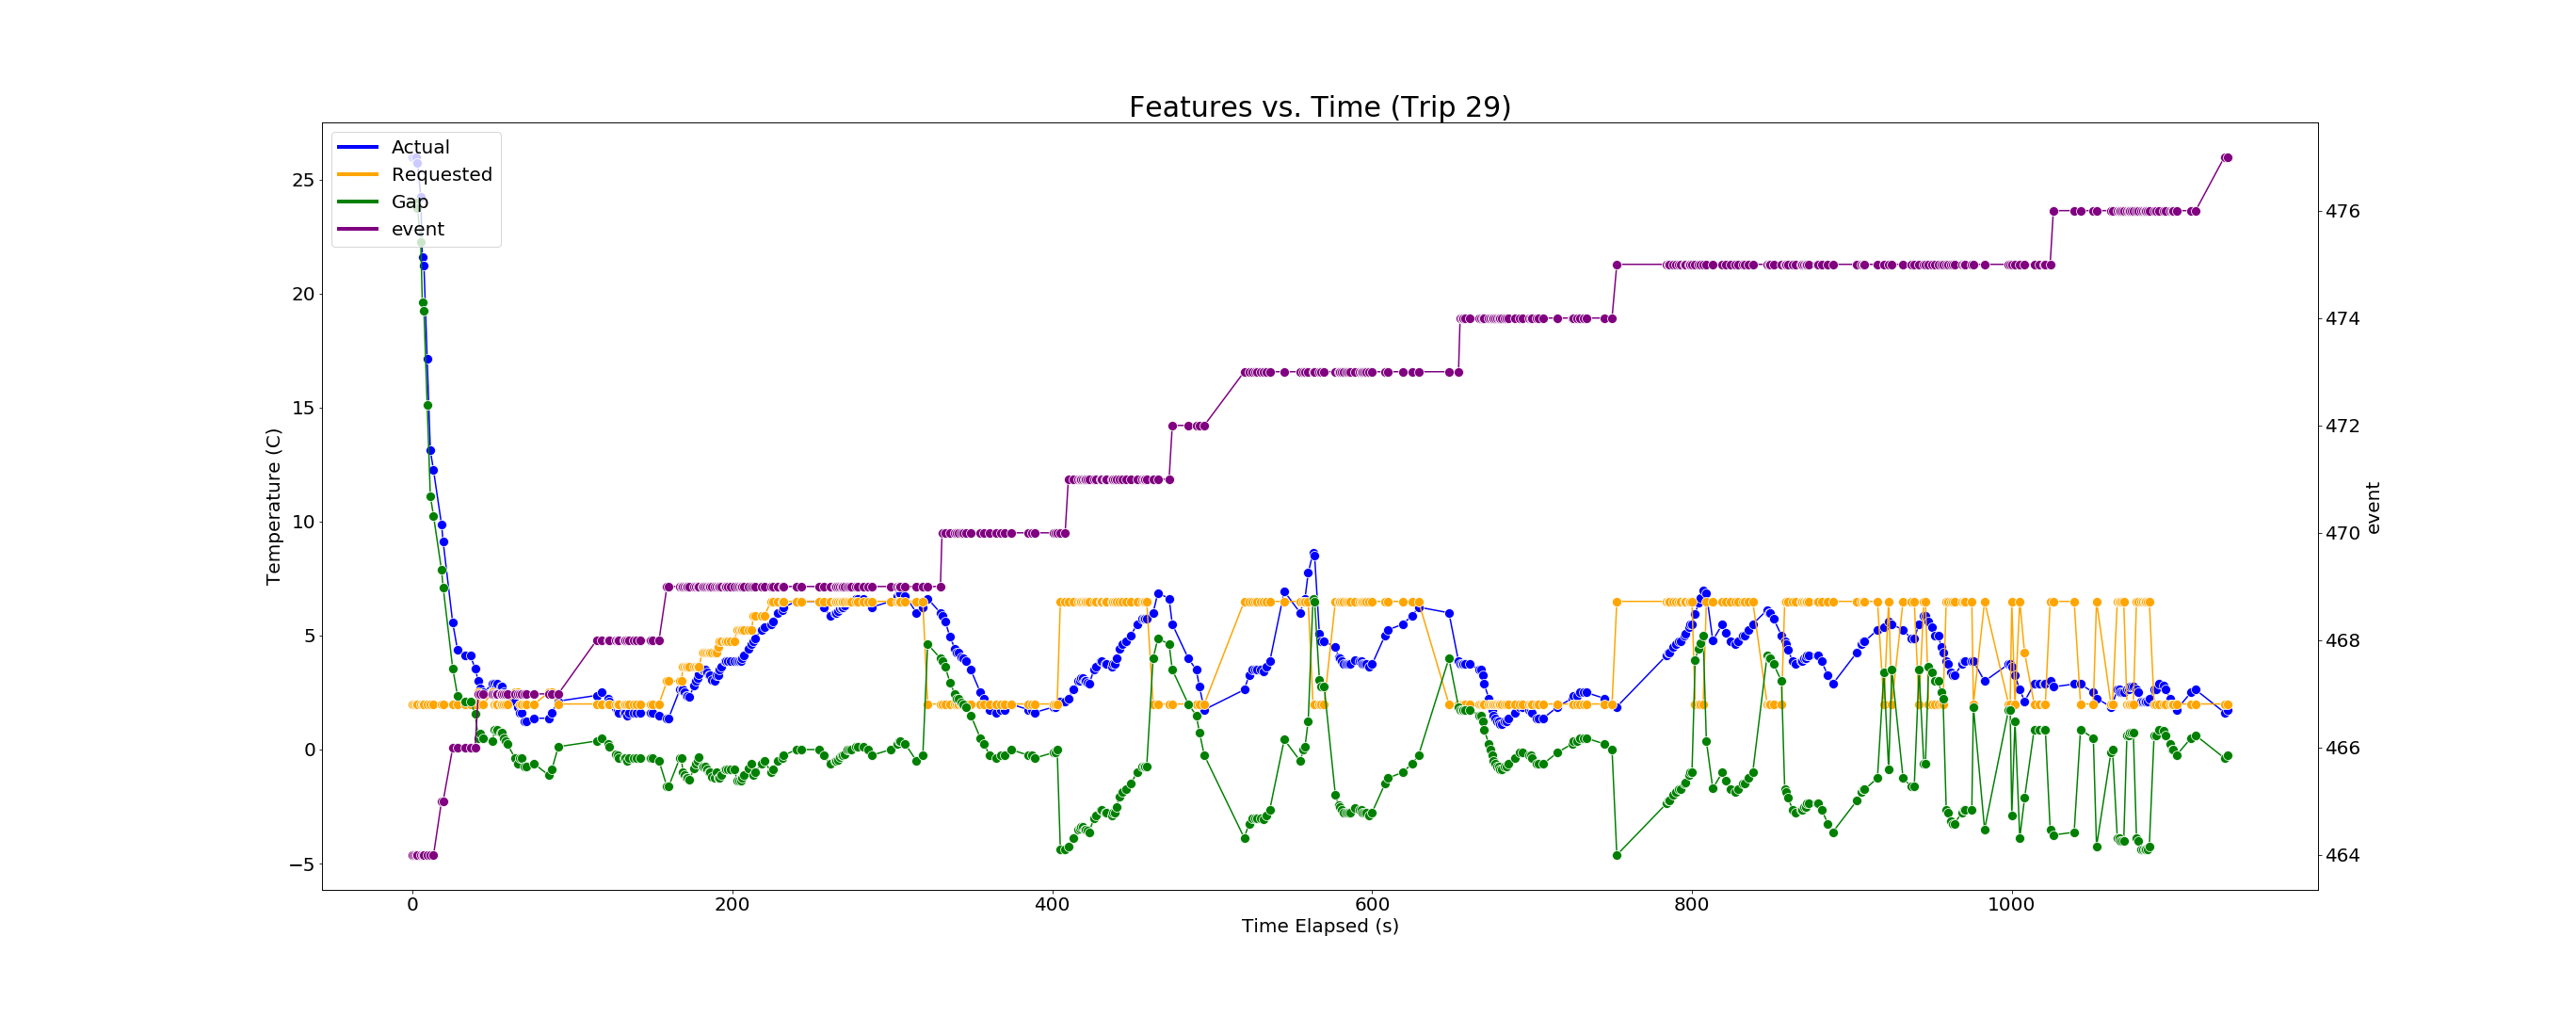 Features vs. Time (Trip 29)
Actual
Requested
Gap
event
25
20
15
10
5
0
−5
Temperature (C)
476
474
472
470
468
466
464
event
0
200
400
600
800
1000
Time Elapsed (s)